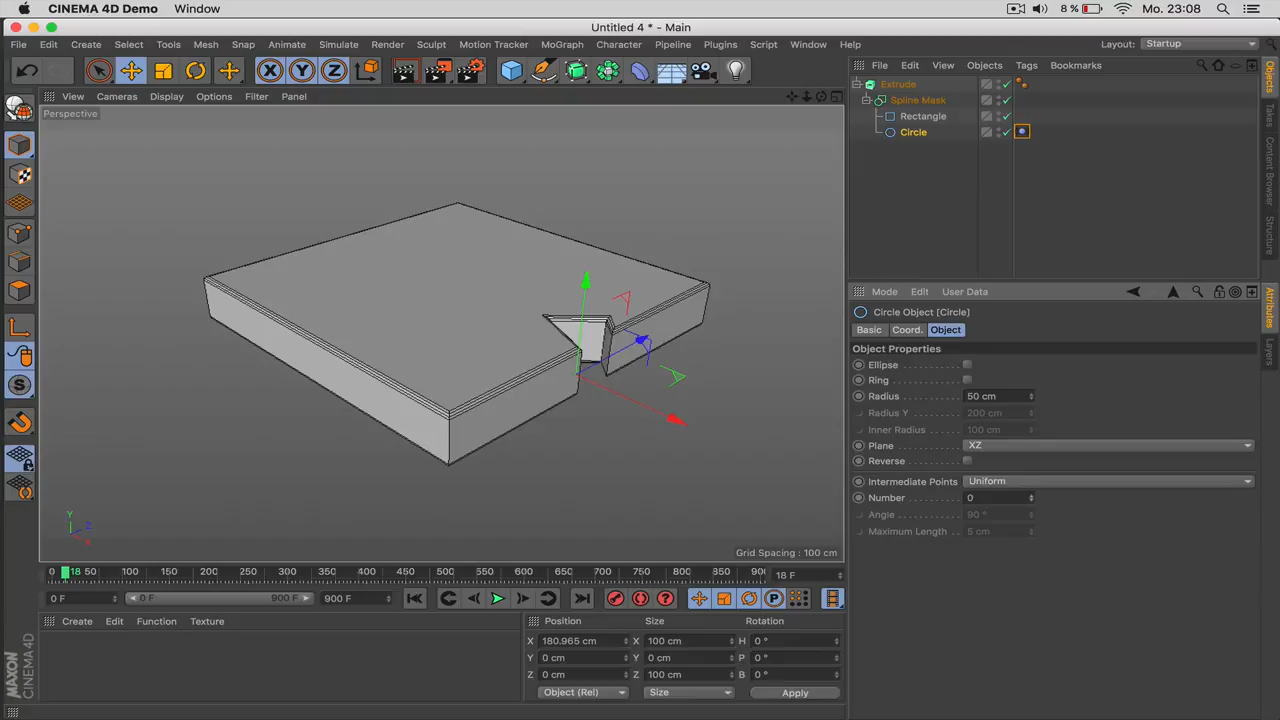 CINEMA 4D Demo Window 8 % Mo. 23:08
Untitled 4 * - Main
File Edit Create Select Tools Mesh Snap Animate Simulate Render Sculpt Motion Tracker MoGraph Character Pipeline Plugins Script Window Help Layout: Startup
X Y Z
File Edit View Objects Tags Bookmarks
View Cameras Display Options Filter Panel
Perspective
Extrude
Spline Mask
Rectangle
Circle
Objects
Takes
Content Browser
Structure
Mode Edit User Data
Circle Object [Circle]
Basic Coord. Object
Object Properties
Ellipse
Ring
Radius 50 cm
Radius Y 200 cm
Inner Radius 100 cm
Plane XZ
Reverse
Intermediate Points Uniform
Number 0
Angle 90 °
Maximum Length 5 cm
Attributes
Layers
S
Y
Z
X
Grid Spacing : 100 cm
0 18 50 100 150 200 250 300 350 400 450 500 550 600 650 700 750 800 850 900 18 F
0 F 0 F 900 F 900 F P
Create Edit Function Texture
Position Size Rotation
X 180.965 cm X 100 cm H 0 °
Y 0 cm Y 0 cm P 0 °
Z 0 cm Z 100 cm B 0 °
Object (Rel) Size Apply
MAXON
CINEMA 4D